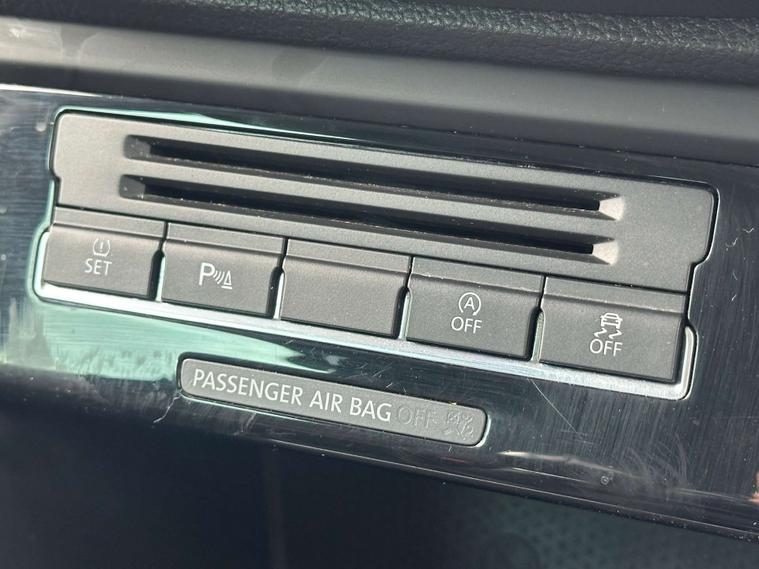 SET
P
A
OFF
OFF
PASSENGER AIR BAG OFF